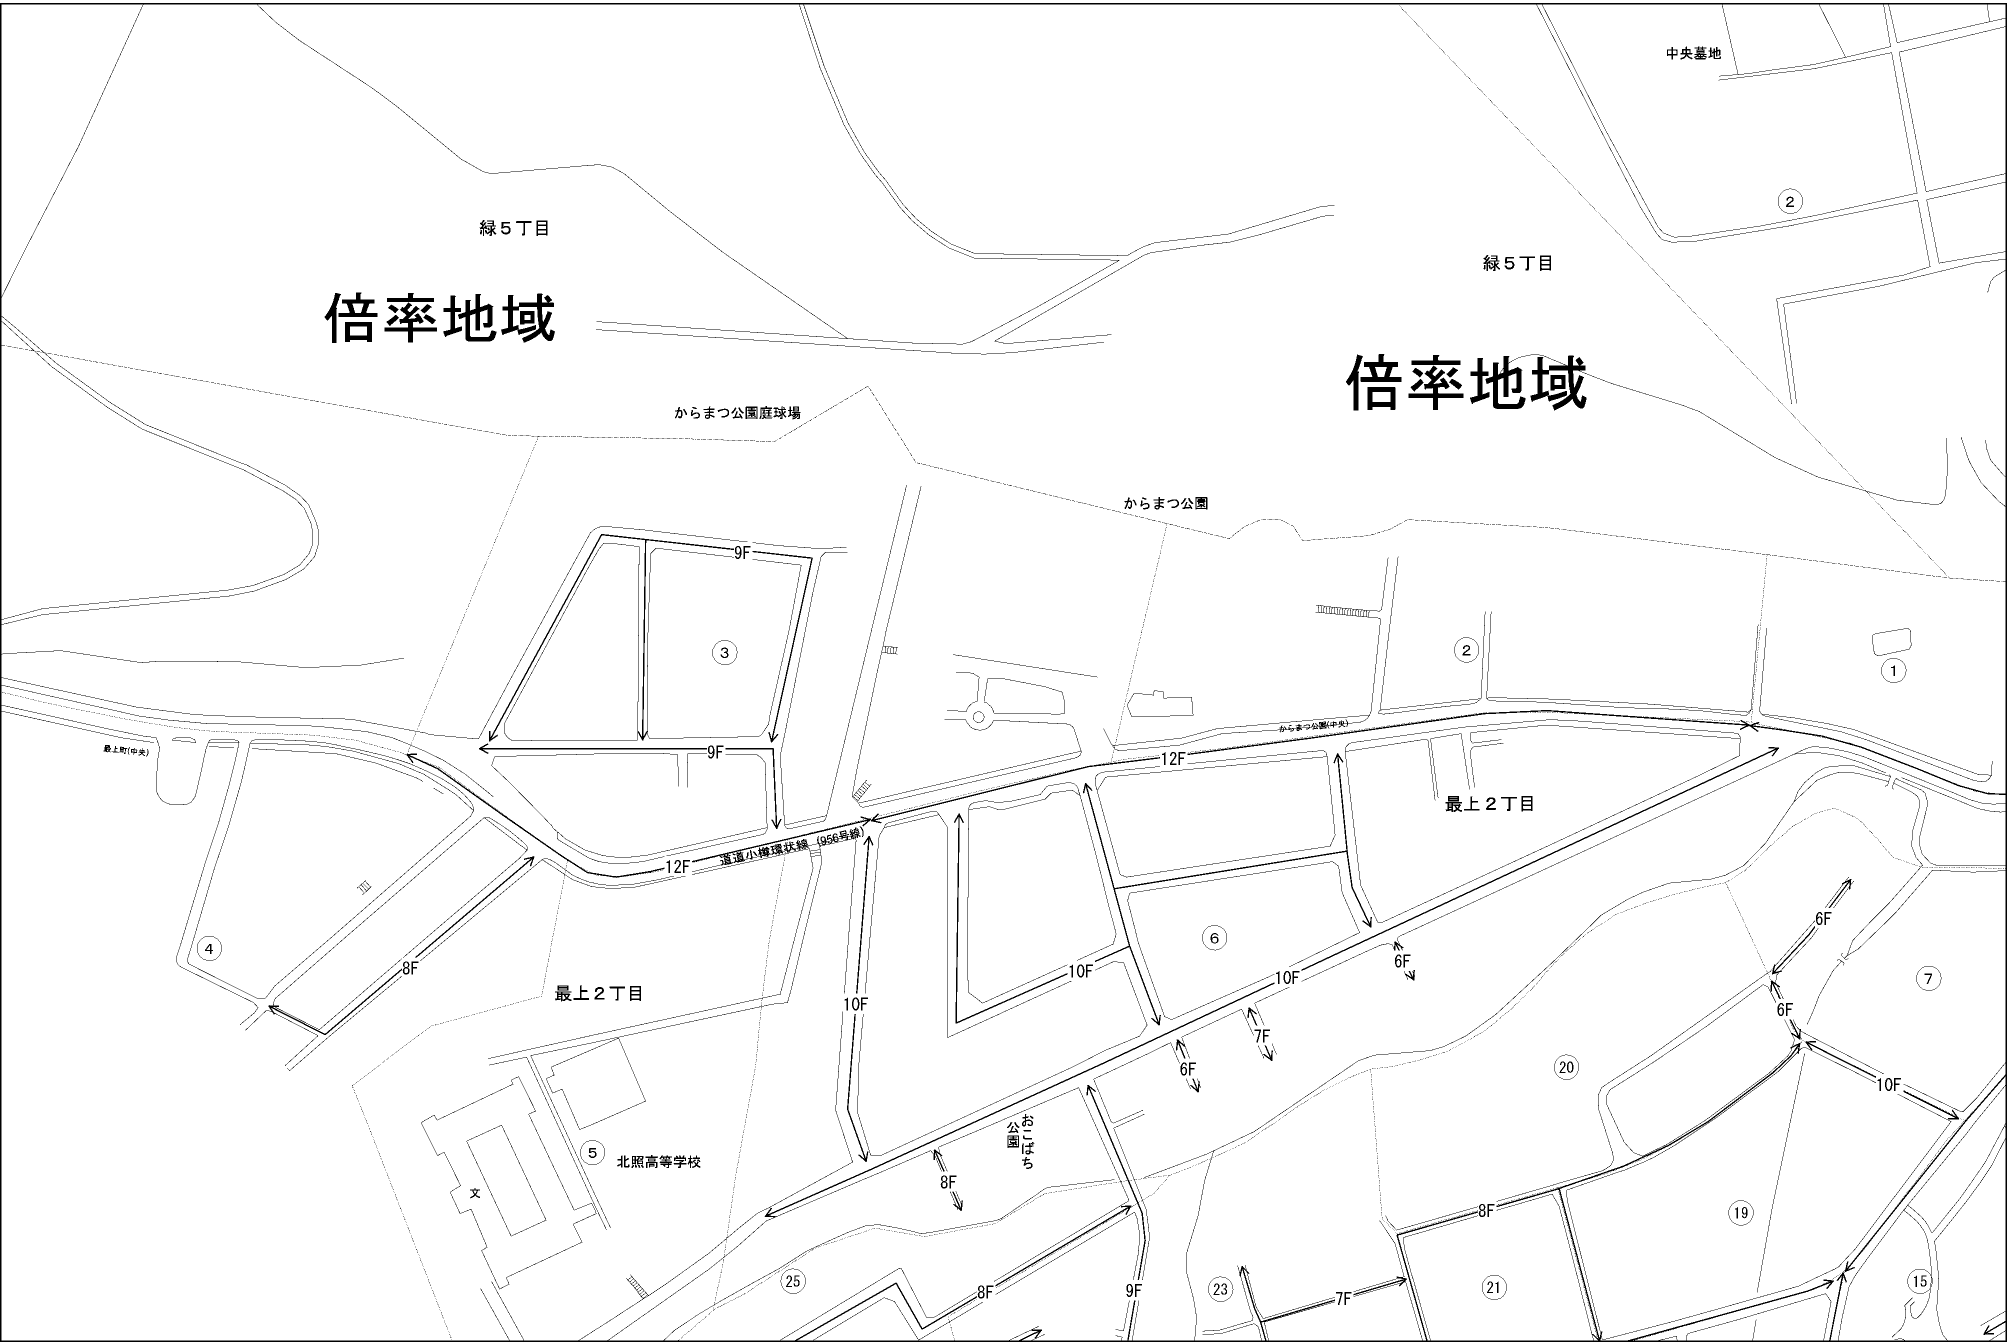 中央墓地
②
緑５丁目
緑５丁目
倍率地域
倍率地域
からまつ公園庭球場
からまつ公園
9F
③
②
①
からまつ公園(中央)
最上町(中央)
9F
12F
最上２丁目
道道小樽環状線 (956号線)
12F
6F
④
⑥
8F
6F
⑦
10F
10F
最上２丁目
10F
6F
7F
6F
⑳
10F
おこばち
公園
⑤
北照高等学校
文
8F
8F
⑲
㉕
8F
9F
㉓
7F
㉑
⑮